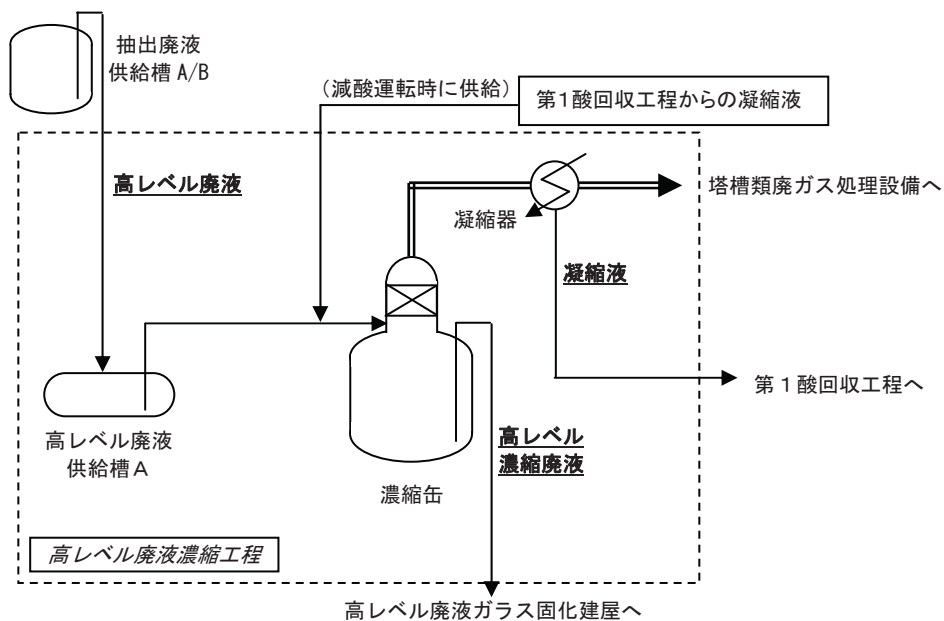 抽出廃液
供給槽 A/B
（減酸運転時に供給）
第１酸回収工程からの凝縮液
高レベル廃液
塔槽類廃ガス処理設備へ
凝縮器
凝縮液
第１酸回収工程へ
高レベル廃液
供給槽Ａ
高レベル
濃縮廃液
濃縮缶
高レベル廃液濃縮工程
高レベル廃液ガラス固化建屋へ